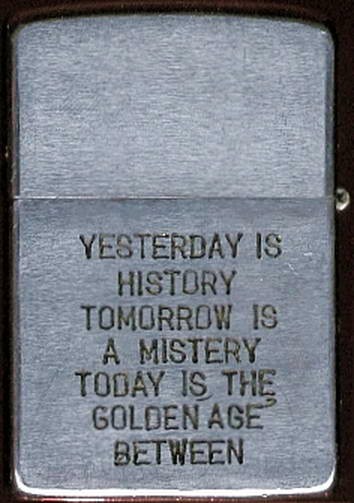 YESTERDAY IS
HISTORY
TOMORROW IS
A MISTERY
TODAY IS THE
GOLDEN AGE
BETWEEN